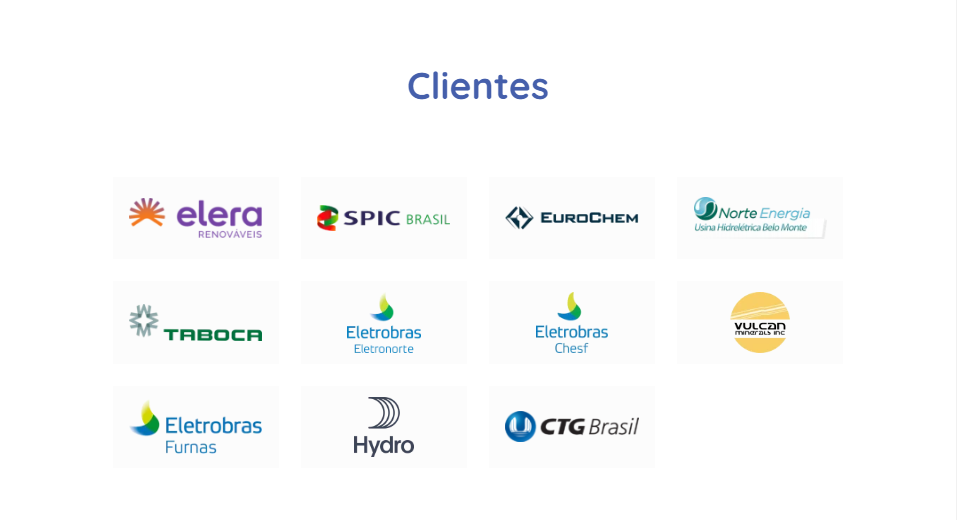 Clientes
elera
RENOVÁVEIS
SPIC BRASIL
EUROCHEM
Norte Energia
Usina Hidrelétrica Belo Monte
TABOCA
Eletrobras
Eletronorte
Eletrobras
Chesf
VULCAN
minerals inc
Eletrobras
Furnas
Hydro
CTG Brasil